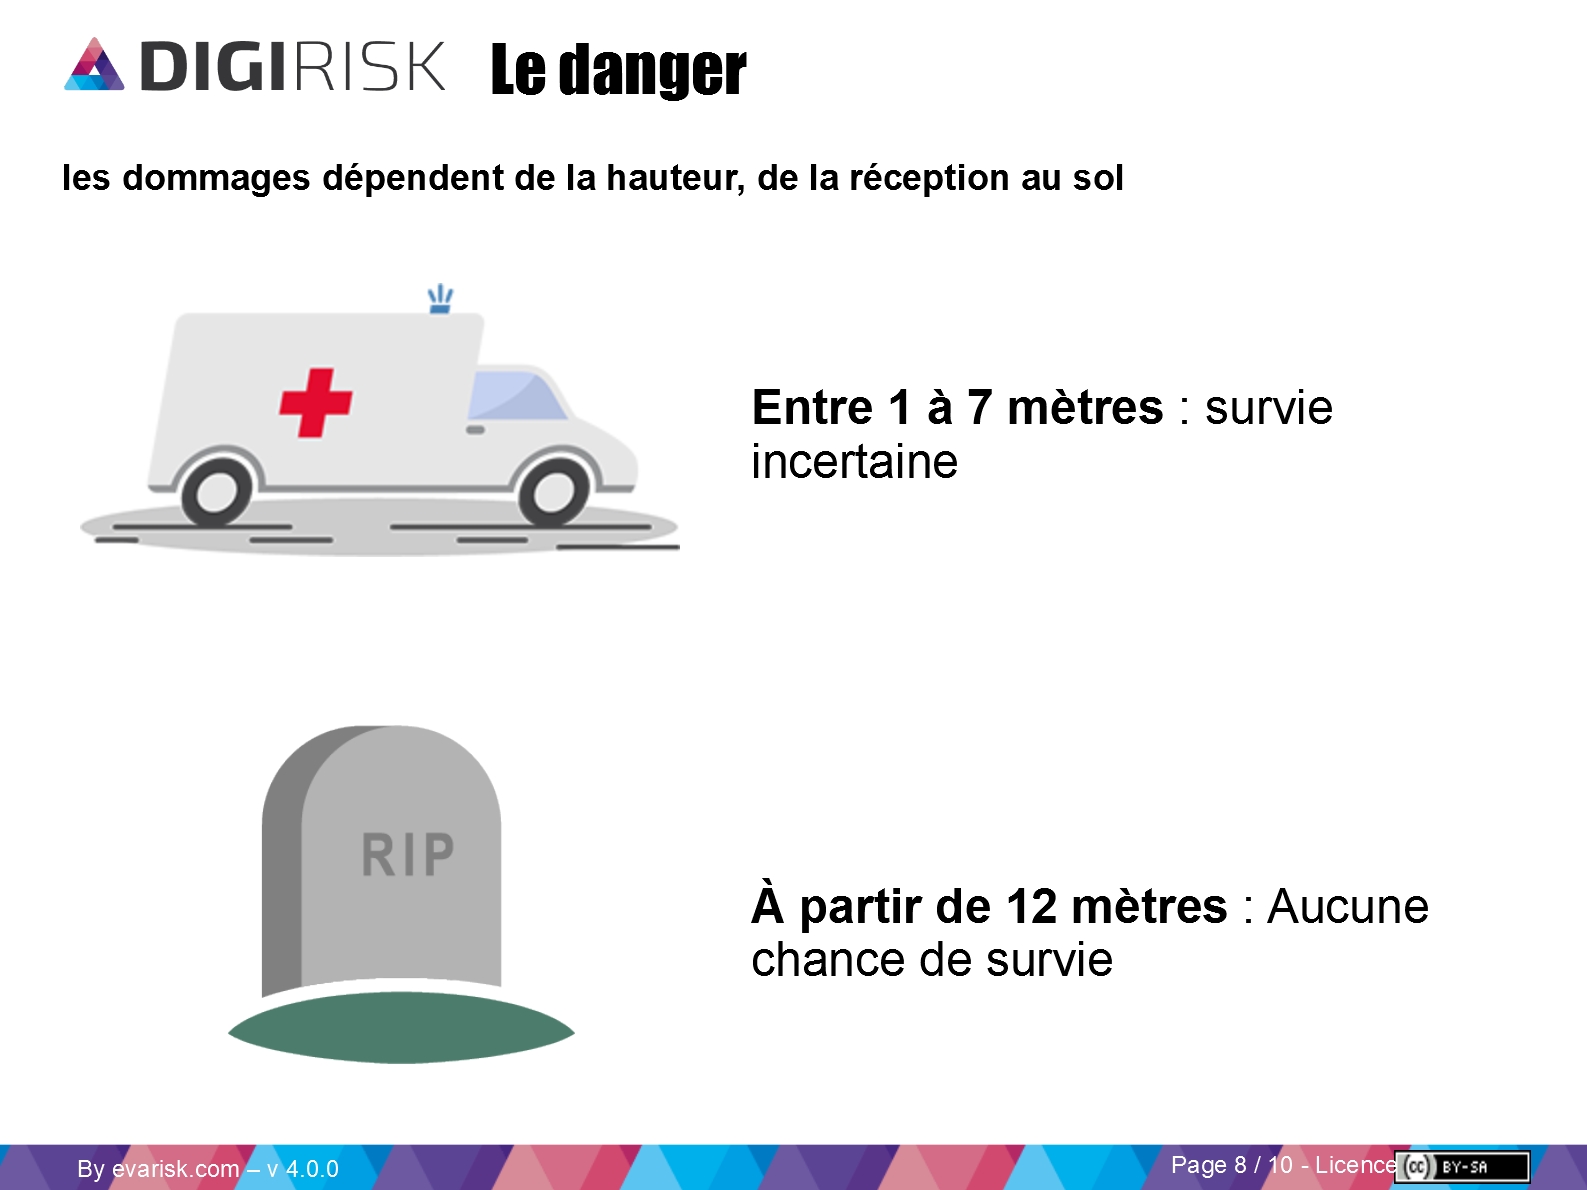 DIGIRISK Le danger
les dommages dépendent de la hauteur, de la réception au sol
Entre 1 à 7 mètres : survie
incertaine
RIP
À partir de 12 mètres : Aucune
chance de survie
By evarisk.com – v 4.0.0
Page 8 / 10 - Licence cc BY-SA